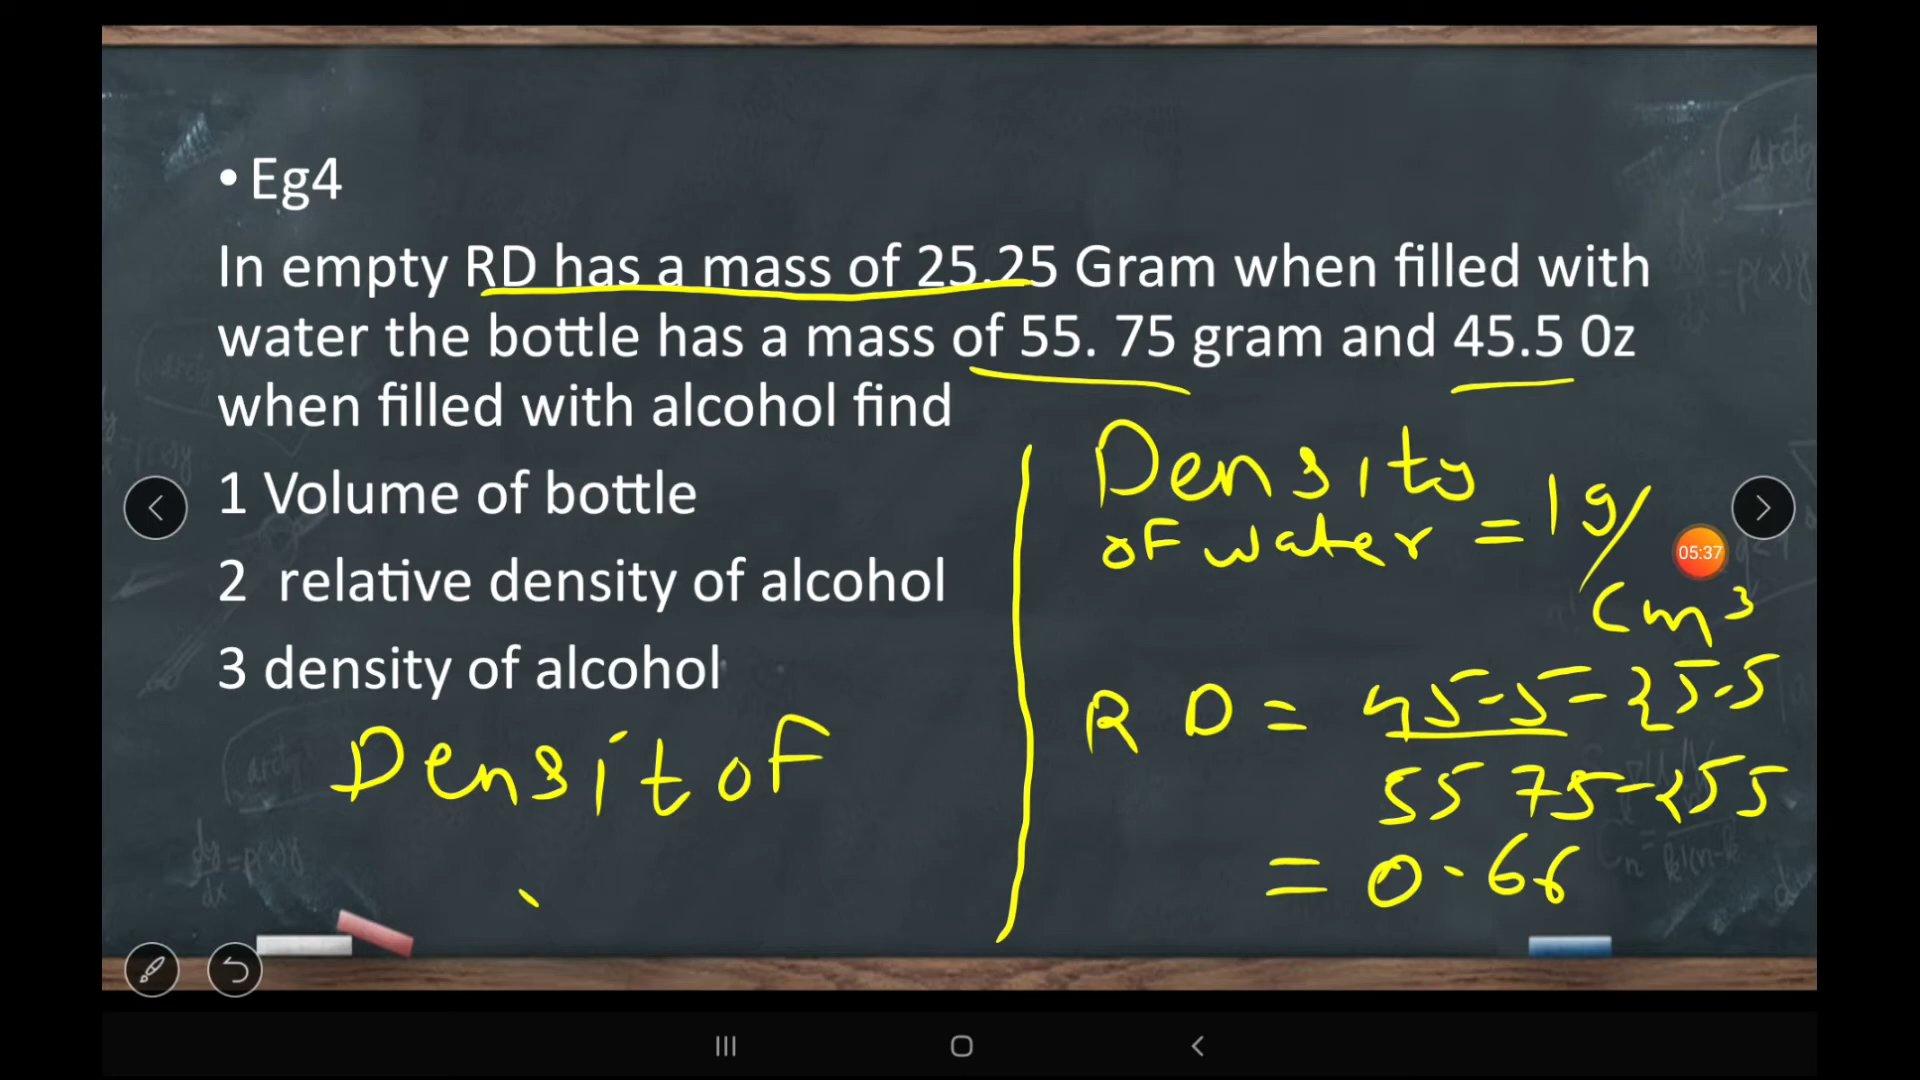 • Eg4
In empty RD has a mass of 25.25 Gram when filled with
water the bottle has a mass of 55. 75 gram and 45.5 0z
when filled with alcohol find
1 Volume of bottle
2 relative density of alcohol
3 density of alcohol
Densit of
Density
of water = 1g/cm³
05:37
R D = 45.5-25.5
55 75-255
= 0.66